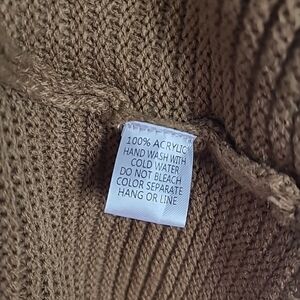 100% ACRYLIC
HAND WASH WITH
COLD WATER
DO NOT BLEACH
COLOR SEPARATE
HANG OR LINE